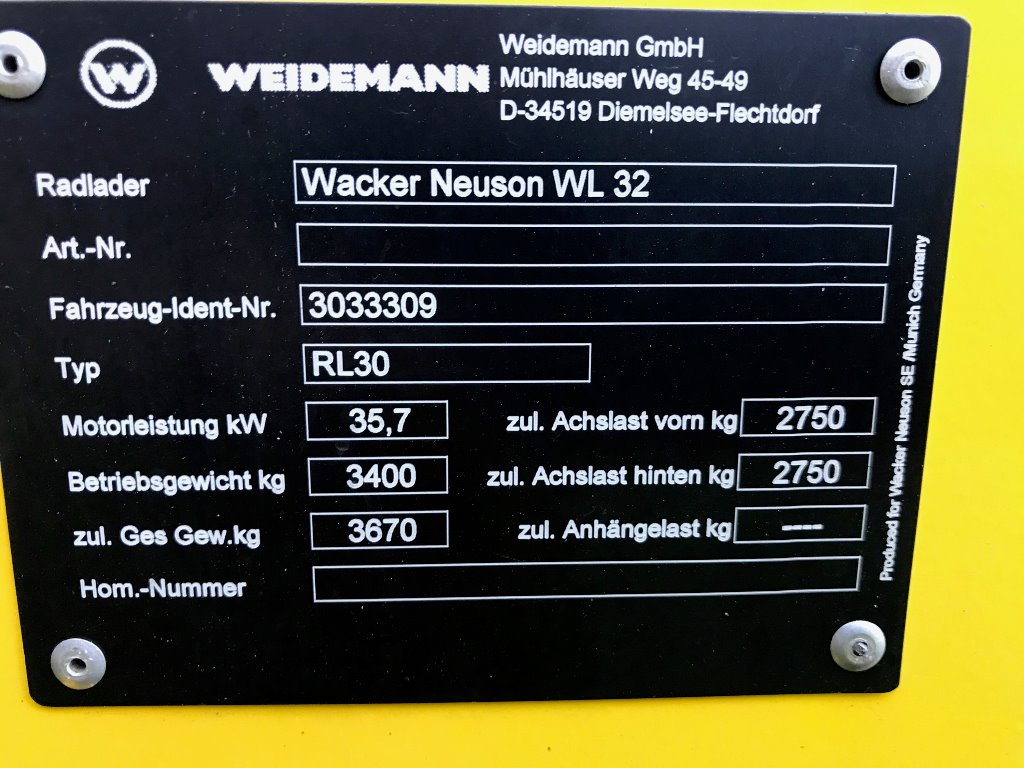 W WEIDEMANN
Weidemann GmbH
Mühlhäuser Weg 45-49
D-34519 Diemelsee-Flechtdorf
Radlader Wacker Neuson WL 32
Art.-Nr.
Fahrzeug-Ident-Nr. 3033309
Typ RL30
Motorleistung kW 35,7 zul. Achslast vorn kg 2750
Betriebsgewicht kg 3400 zul. Achslast hinten kg 2750
zul. Ges Gew.kg 3670 zul. Anhängelast kg ----
Hom.-Nummer
Produced for Wacker Neuson SE /Munich Germany